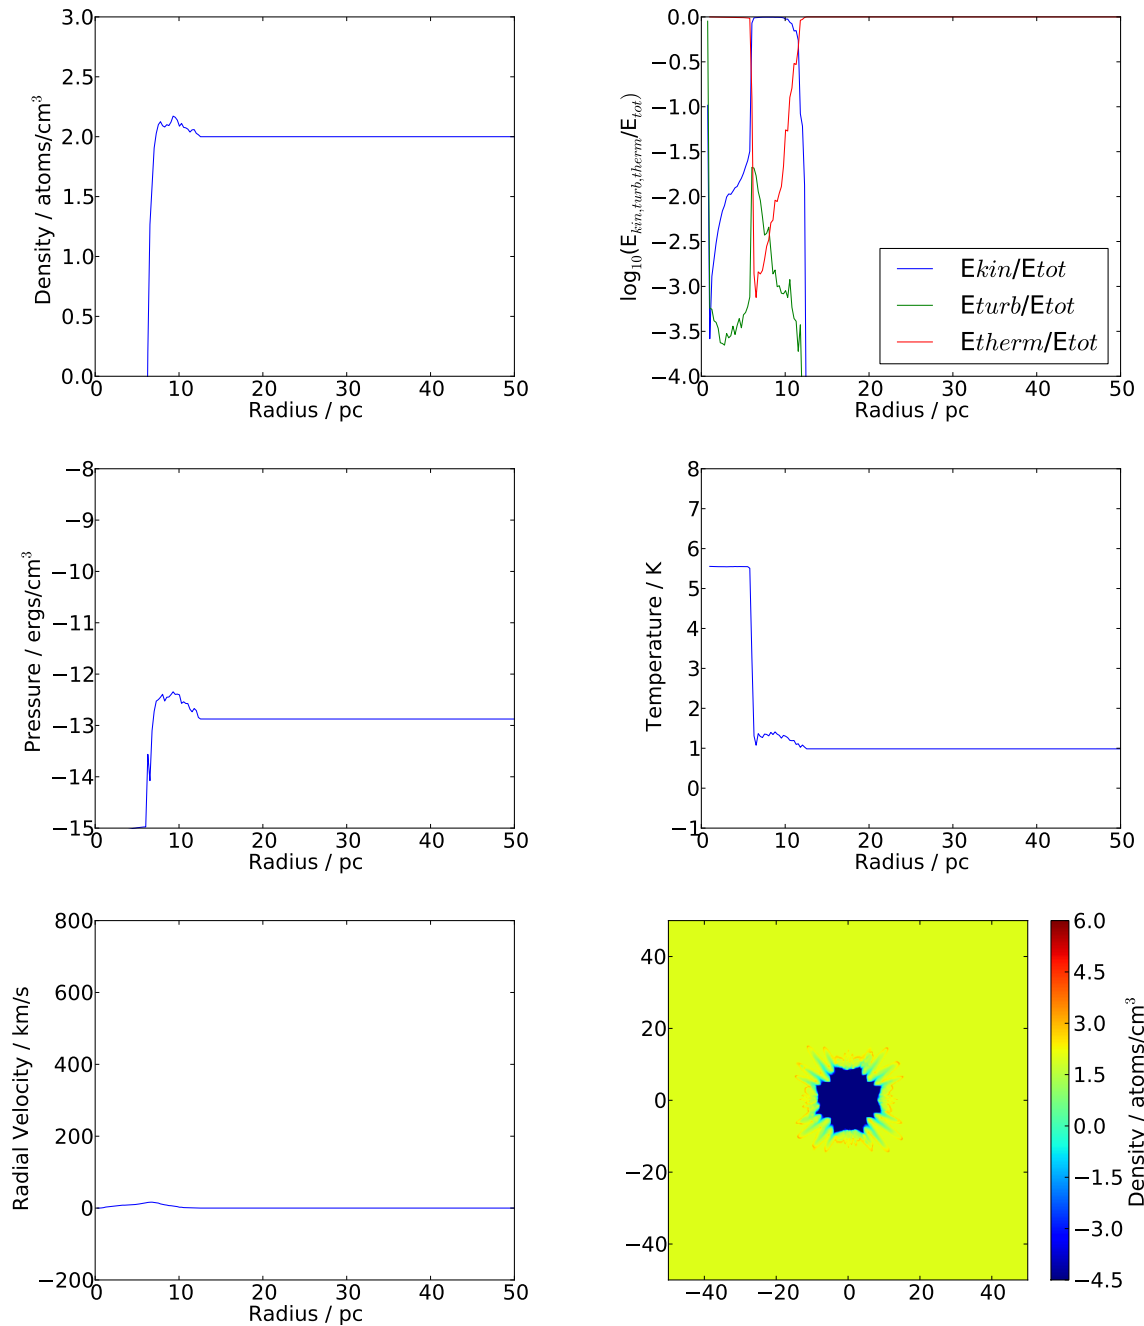 3.0
2.5
2.0
1.5
1.0
0.5
0.0
0 10 20 30 40 50
Radius / pc
Density / atoms/cm³
0.0
−0.5
−1.0
−1.5
−2.0
−2.5
−3.0
−3.5
−4.0
0 10 20 30 40 50
Radius / pc
log₁₀(E_kin,turb,therm/E_tot)
Ekin/Etot
Eturb/Etot
Etherm/Etot
−8
−9
−10
−11
−12
−13
−14
−15
0 10 20 30 40 50
Radius / pc
Pressure / ergs/cm³
8
7
6
5
4
3
2
1
0
−1
0 10 20 30 40 50
Radius / pc
Temperature / K
800
600
400
200
0
−200
0 10 20 30 40 50
Radius / pc
Radial Velocity / km/s
40
20
0
−20
−40
−40 −20 0 20 40
6.0
4.5
3.0
1.5
0.0
−1.5
−3.0
−4.5
Density / atoms/cm³